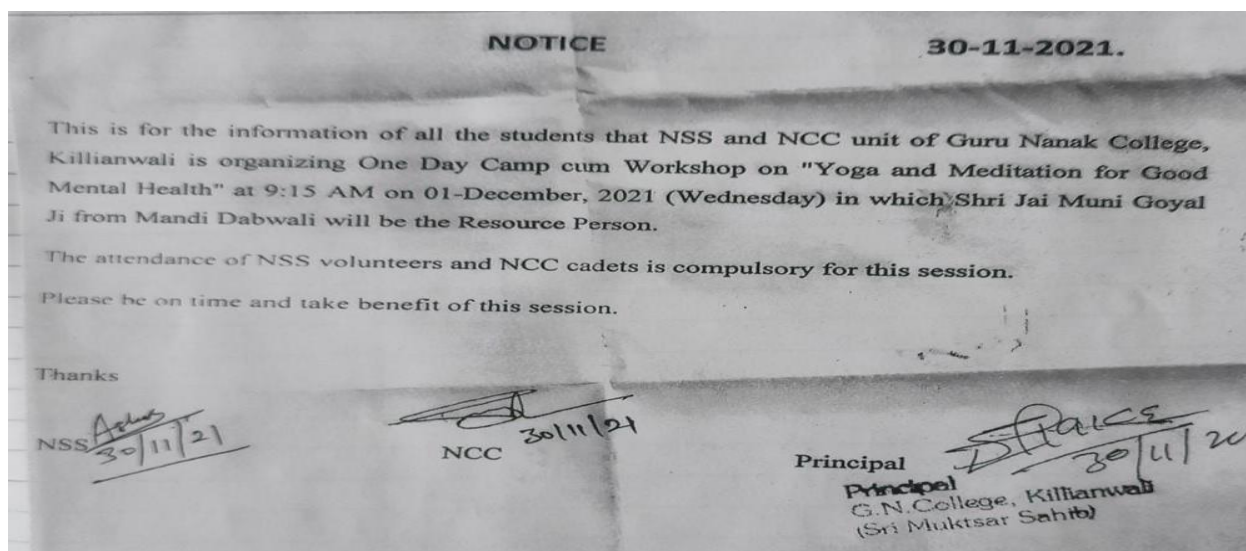 NOTICE 30-11-2021.
This is for the information of all the students that NSS and NCC unit of Guru Nanak College,
Killianwali is organizing One Day Camp cum Workshop on "Yoga and Meditation for Good
Mental Health" at 9:15 AM on 01-December, 2021 (Wednesday) in which Shri Jai Muni Goyal
Ji from Mandi Dabwali will be the Resource Person.
The attendance of NSS volunteers and NCC cadets is compulsory for this session.
Please be on time and take benefit of this session.
Thanks
NSS 30/11/21
30/11/21
NCC
Principal 30/11/20
Principal
G.N.College, Killianwali
(Sri Muktsar Sahib)